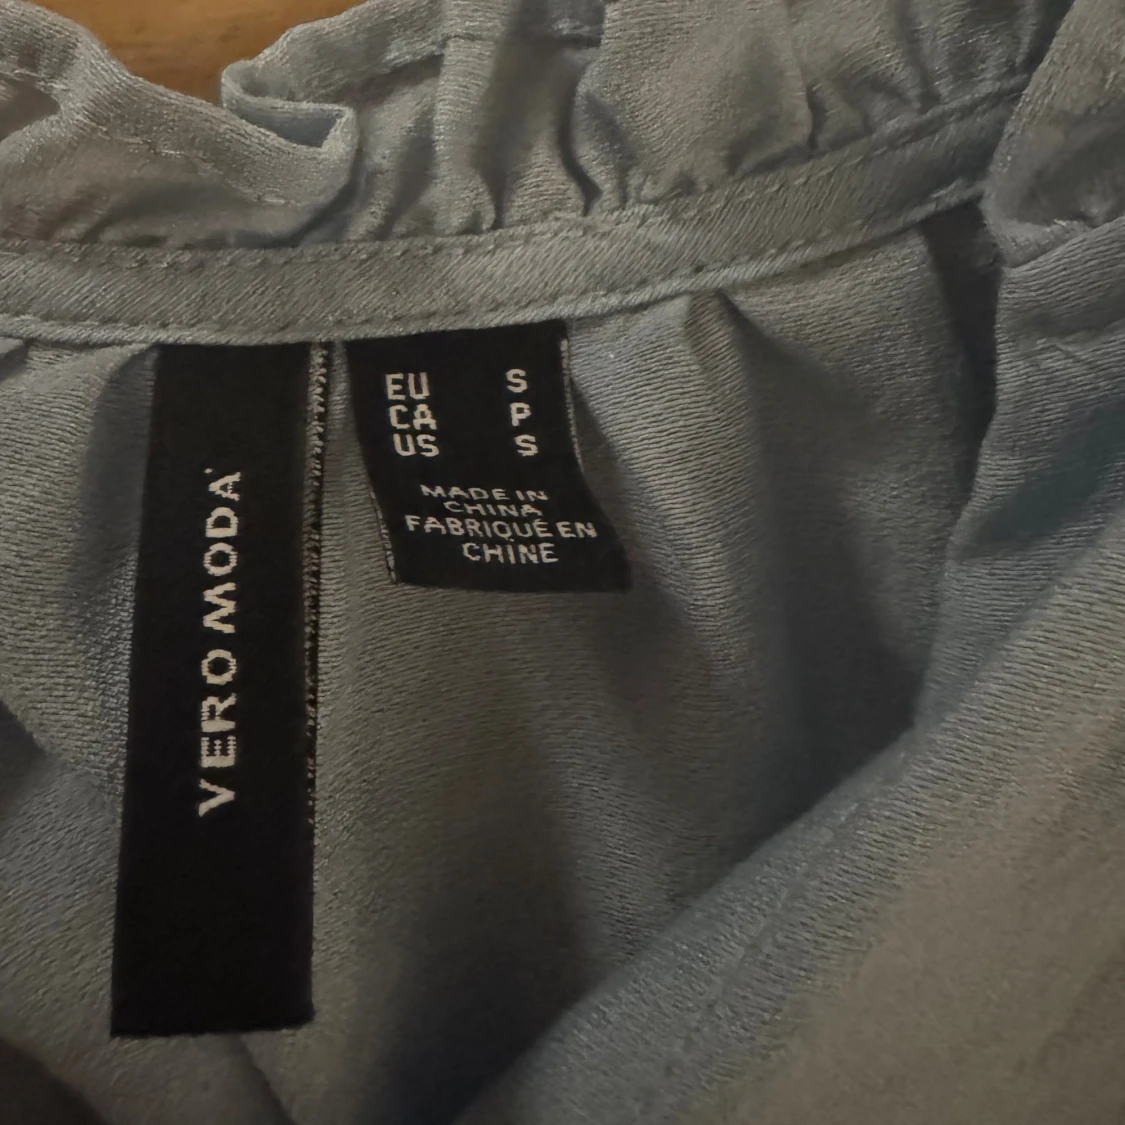 VERO MODA
EU S
CA P
US S
MADE IN
CHINA
FABRIQUÉ EN
CHINE